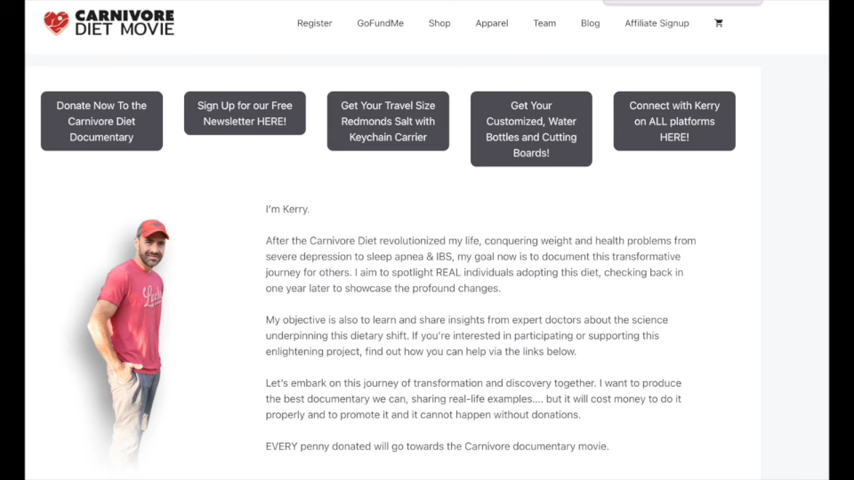 CARNIVORE
DIET MOVIE
Register GoFundMe Shop Apparel Team Blog Affiliate Signup
Donate Now To the
Carnivore Diet
Documentary
Sign Up for our Free
Newsletter HERE!
Get Your Travel Size
Redmonds Salt with
Keychain Carrier
Get Your
Customized, Water
Bottles and Cutting
Boards!
Connect with Kerry
on ALL platforms
HERE!
I'm Kerry.
After the Carnivore Diet revolutionized my life, conquering weight and health problems from
severe depression to sleep apnea & IBS, my goal now is to document this transformative
journey for others. I aim to spotlight REAL individuals adopting this diet, checking back in
one year later to showcase the profound changes.
My objective is also to learn and share insights from expert doctors about the science
underpinning this dietary shift. If you're interested in participating or supporting this
enlightening project, find out how you can help via the links below.
Let's embark on this journey of transformation and discovery together. I want to produce
the best documentary we can, sharing real-life examples.... but it will cost money to do it
properly and to promote it and it cannot happen without donations.
EVERY penny donated will go towards the Carnivore documentary movie.